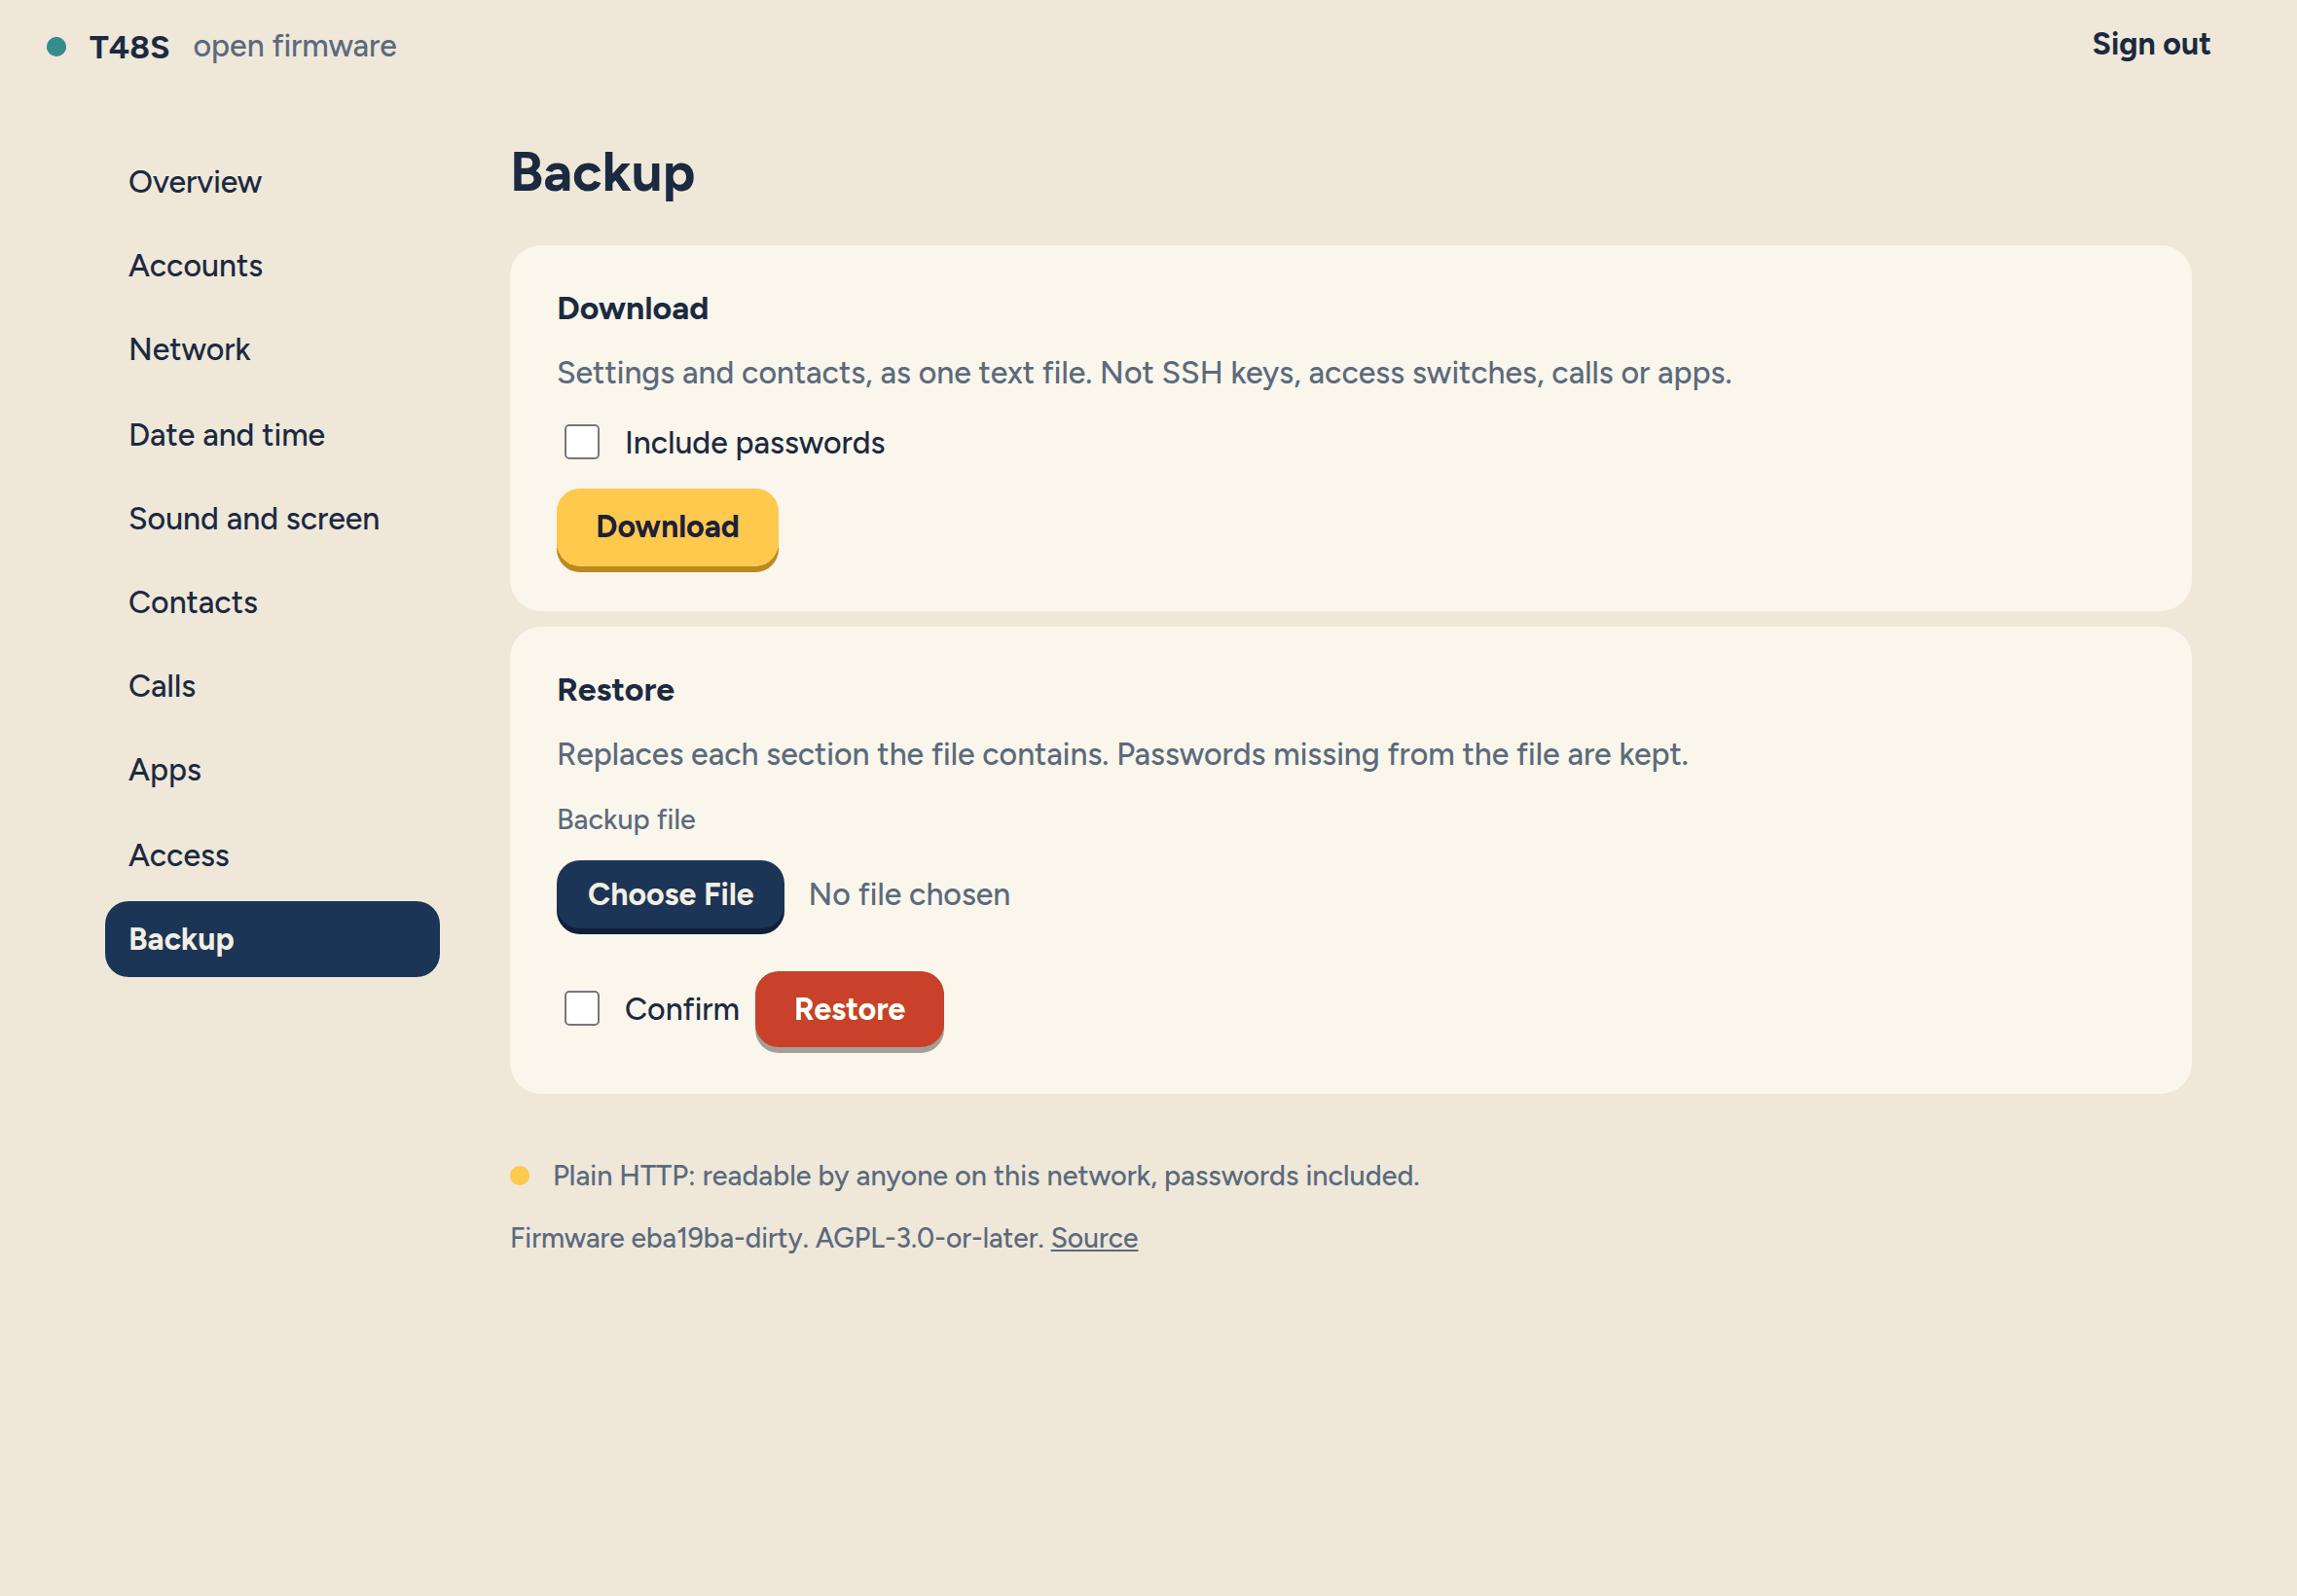 T48S open firmware
Sign out
Overview
Accounts
Network
Date and time
Sound and screen
Contacts
Calls
Apps
Access
Backup
Backup
Download
Settings and contacts, as one text file. Not SSH keys, access switches, calls or apps.
Include passwords
Download
Restore
Replaces each section the file contains. Passwords missing from the file are kept.
Backup file
Choose File No file chosen
Confirm Restore
Plain HTTP: readable by anyone on this network, passwords included.
Firmware eba19ba-dirty. AGPL-3.0-or-later. Source